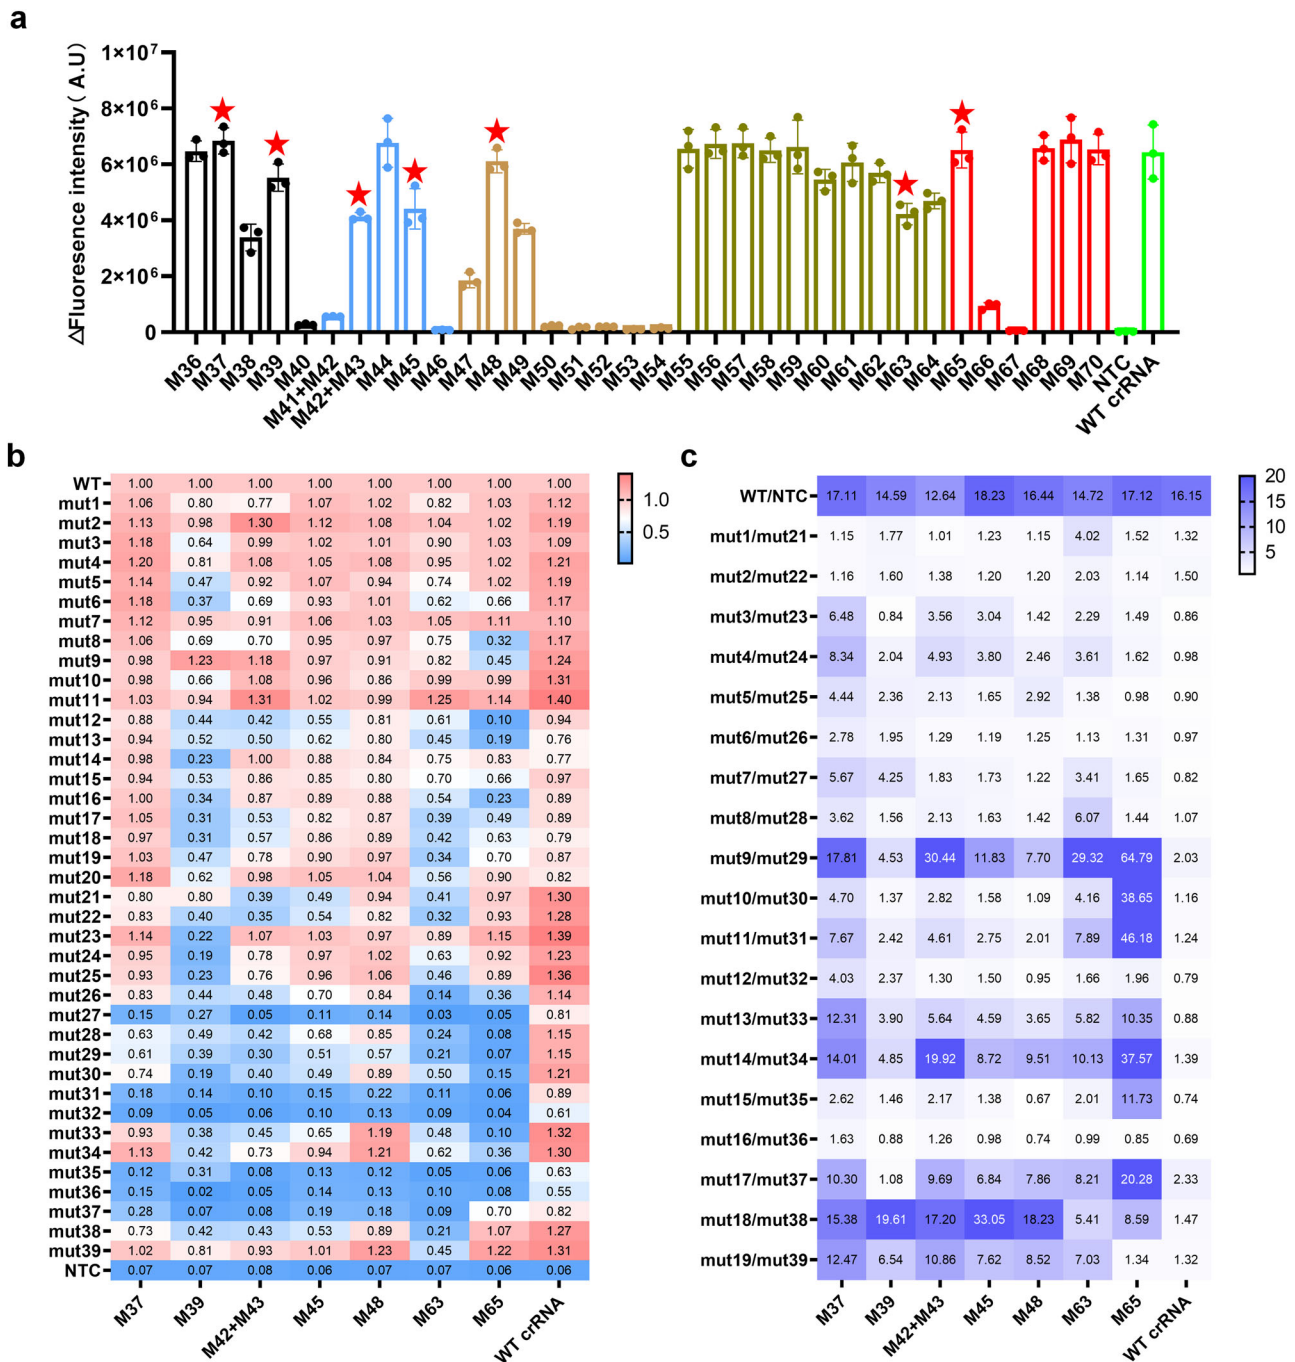 a
ΔFluoresence intensity ( A.U)
1×10⁷
8×10⁶
6×10⁶
4×10⁶
2×10⁶
0
M36 M37 M38 M39 M40 M41+M42 M42+M43 M44 M45 M46 M47 M48 M49 M50 M51 M52 M53 M54 M55 M56 M57 M58 M59 M60 M61 M62 M63 M64 M65 M66 M67 M68 M69 M70 NTC WT crRNA
b
WT 1.00 1.00 1.00 1.00 1.00 1.00 1.00 1.00
mut1 1.06 0.80 0.77 1.07 1.02 0.82 1.03 1.12
mut2 1.13 0.98 1.30 1.12 1.08 1.04 1.02 1.19
mut3 1.18 0.64 0.99 1.02 1.01 0.90 1.03 1.09
mut4 1.20 0.81 1.08 1.05 1.08 0.95 1.02 1.21
mut5 1.14 0.47 0.92 1.07 0.94 0.74 1.02 1.19
mut6 1.18 0.37 0.69 0.93 1.01 0.62 0.66 1.17
mut7 1.12 0.95 0.91 1.06 1.03 1.05 1.11 1.10
mut8 1.06 0.69 0.70 0.95 0.97 0.75 0.32 1.17
mut9 0.98 1.23 1.18 0.97 0.91 0.82 0.45 1.24
mut10 0.98 0.66 1.08 0.96 0.86 0.99 0.99 1.31
mut11 1.03 0.94 1.31 1.02 0.99 1.25 1.14 1.40
mut12 0.88 0.44 0.42 0.55 0.81 0.61 0.10 0.94
mut13 0.94 0.52 0.50 0.62 0.80 0.45 0.19 0.76
mut14 0.98 0.23 1.00 0.88 0.84 0.75 0.83 0.77
mut15 0.94 0.53 0.86 0.85 0.80 0.70 0.66 0.97
mut16 1.00 0.34 0.87 0.89 0.88 0.54 0.23 0.89
mut17 1.05 0.31 0.53 0.82 0.87 0.39 0.49 0.89
mut18 0.97 0.31 0.57 0.86 0.89 0.42 0.63 0.79
mut19 1.03 0.47 0.78 0.90 0.97 0.34 0.70 0.87
mut20 1.18 0.62 0.98 1.05 1.04 0.56 0.90 0.82
mut21 0.80 0.80 0.39 0.49 0.94 0.41 0.97 1.30
mut22 0.83 0.40 0.35 0.54 0.82 0.32 0.93 1.28
mut23 1.14 0.22 1.07 1.03 0.97 0.89 1.15 1.39
mut24 0.95 0.19 0.78 0.97 1.02 0.63 0.92 1.23
mut25 0.93 0.23 0.76 0.96 1.06 0.46 0.89 1.36
mut26 0.83 0.44 0.48 0.70 0.84 0.14 0.36 1.14
mut27 0.15 0.27 0.05 0.11 0.14 0.03 0.05 0.81
mut28 0.63 0.49 0.42 0.68 0.85 0.24 0.08 1.15
mut29 0.61 0.39 0.30 0.51 0.57 0.21 0.07 1.15
mut30 0.74 0.19 0.40 0.49 0.89 0.50 0.15 1.21
mut31 0.18 0.14 0.10 0.15 0.22 0.11 0.06 0.89
mut32 0.09 0.05 0.06 0.10 0.13 0.09 0.04 0.61
mut33 0.93 0.38 0.45 0.65 1.19 0.48 0.10 1.32
mut34 1.13 0.42 0.73 0.94 1.21 0.62 0.36 1.30
mut35 0.12 0.31 0.08 0.13 0.12 0.05 0.06 0.63
mut36 0.15 0.02 0.05 0.14 0.13 0.10 0.08 0.55
mut37 0.28 0.07 0.08 0.19 0.18 0.09 0.70 0.82
mut38 0.73 0.42 0.43 0.53 0.89 0.21 1.07 1.27
mut39 1.02 0.81 0.93 1.01 1.23 0.45 1.22 1.31
NTC 0.07 0.07 0.08 0.06 0.07 0.07 0.06 0.06
M37 M39 M42+M43 M45 M48 M63 M65 WT crRNA
1.0
0.5
c
WT/NTC 17.11 14.59 12.64 18.23 16.44 14.72 17.12 16.15
mut1/mut21 1.15 1.77 1.01 1.23 1.15 4.02 1.52 1.32
mut2/mut22 1.16 1.60 1.38 1.20 1.20 2.03 1.14 1.50
mut3/mut23 6.48 0.84 3.56 3.04 1.42 2.29 1.49 0.86
mut4/mut24 8.34 2.04 4.93 3.80 2.46 3.61 1.62 0.98
mut5/mut25 4.44 2.36 2.13 1.65 2.92 1.38 0.98 0.90
mut6/mut26 2.78 1.95 1.29 1.19 1.25 1.13 1.31 0.97
mut7/mut27 5.67 4.25 1.83 1.73 1.22 3.41 1.65 0.82
mut8/mut28 3.62 1.56 2.13 1.63 1.42 6.07 1.44 1.07
mut9/mut29 17.81 4.53 30.44 11.83 7.70 29.32 64.79 2.03
mut10/mut30 4.70 1.37 2.82 1.58 1.09 4.16 38.65 1.16
mut11/mut31 7.67 2.42 4.61 2.75 2.01 7.89 46.18 1.24
mut12/mut32 4.03 2.37 1.30 1.50 0.95 1.66 1.96 0.79
mut13/mut33 12.31 3.90 5.64 4.59 3.65 5.82 10.35 0.88
mut14/mut34 14.01 4.85 19.92 8.72 9.51 10.13 37.57 1.39
mut15/mut35 2.62 1.46 2.17 1.38 0.67 2.01 11.73 0.74
mut16/mut36 1.63 0.88 1.26 0.98 0.74 0.99 0.85 0.69
mut17/mut37 10.30 1.08 9.69 6.84 7.86 8.21 20.28 2.33
mut18/mut38 15.38 19.61 17.20 33.05 18.23 5.41 8.59 1.47
mut19/mut39 12.47 6.54 10.86 7.62 8.52 7.03 1.34 1.32
M37 M39 M42+M43 M45 M48 M63 M65 WT crRNA
20
15
10
5